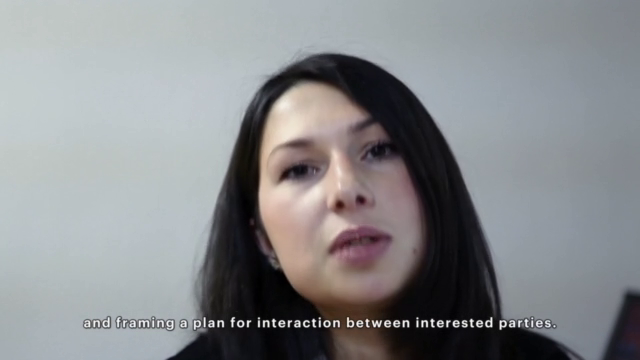 and framing a plan for interaction between interested parties.